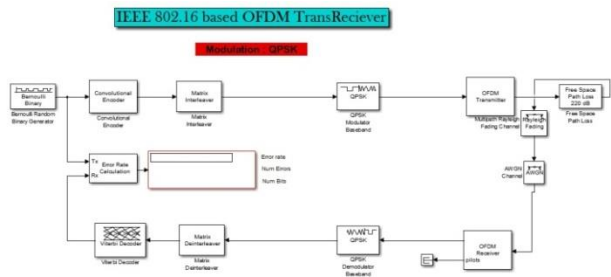 IEEE 802.16 based OFDM TransReciever
Modulation : QPSK
Bernoulli
Binary
Bernoulli Random
Binary Generator
Convolutional
Encoder
Convolutional
Encoder
Matrix
Interleaver
Matrix
Interleaver
QPSK
QPSK
Modulator
Baseband
OFDM
Transmitter
Free Space
Path Loss
220 dB
Free Space
Path Loss
Multipath Rayleigh
Fading Channel
Rayleigh
Fading
Tx
Rx
Error Rate
Calculation
Error rate
Num Errors
Num Bits
AWGN
Channel
AWGN
Viterbi Decoder
Viterbi Decoder
Matrix
Deinterleaver
Matrix
Deinterleaver
QPSK
QPSK
Demodulator
Baseband
OFDM
Receiver
pilots